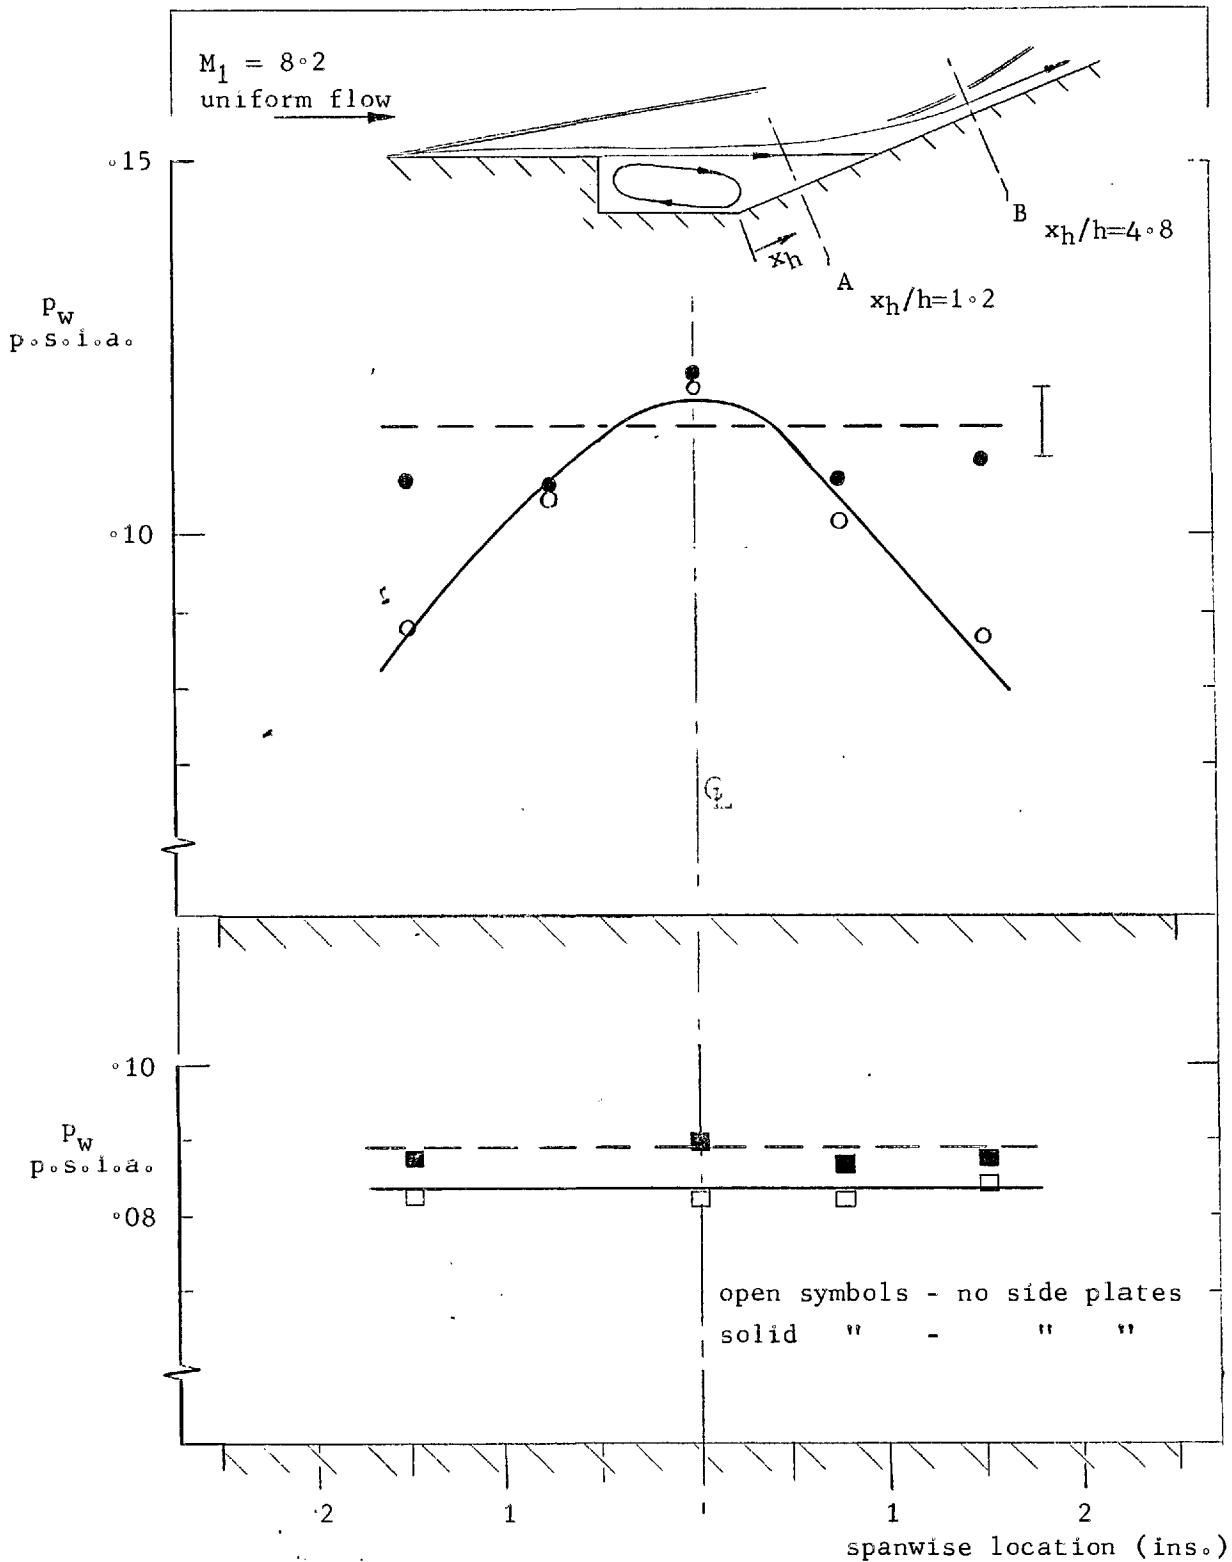 M1 = 8∘2
uniform flow
∘15
B
xh/h=4∘8
xh
A
xh/h=1∘2
pw
p∘s∘i∘a∘
∘10
C L
∘10
pw
p∘s∘i∘a∘
∘08
open symbols - no side plates
solid " - " "
2 1 1 2
spanwise location (ins∘)